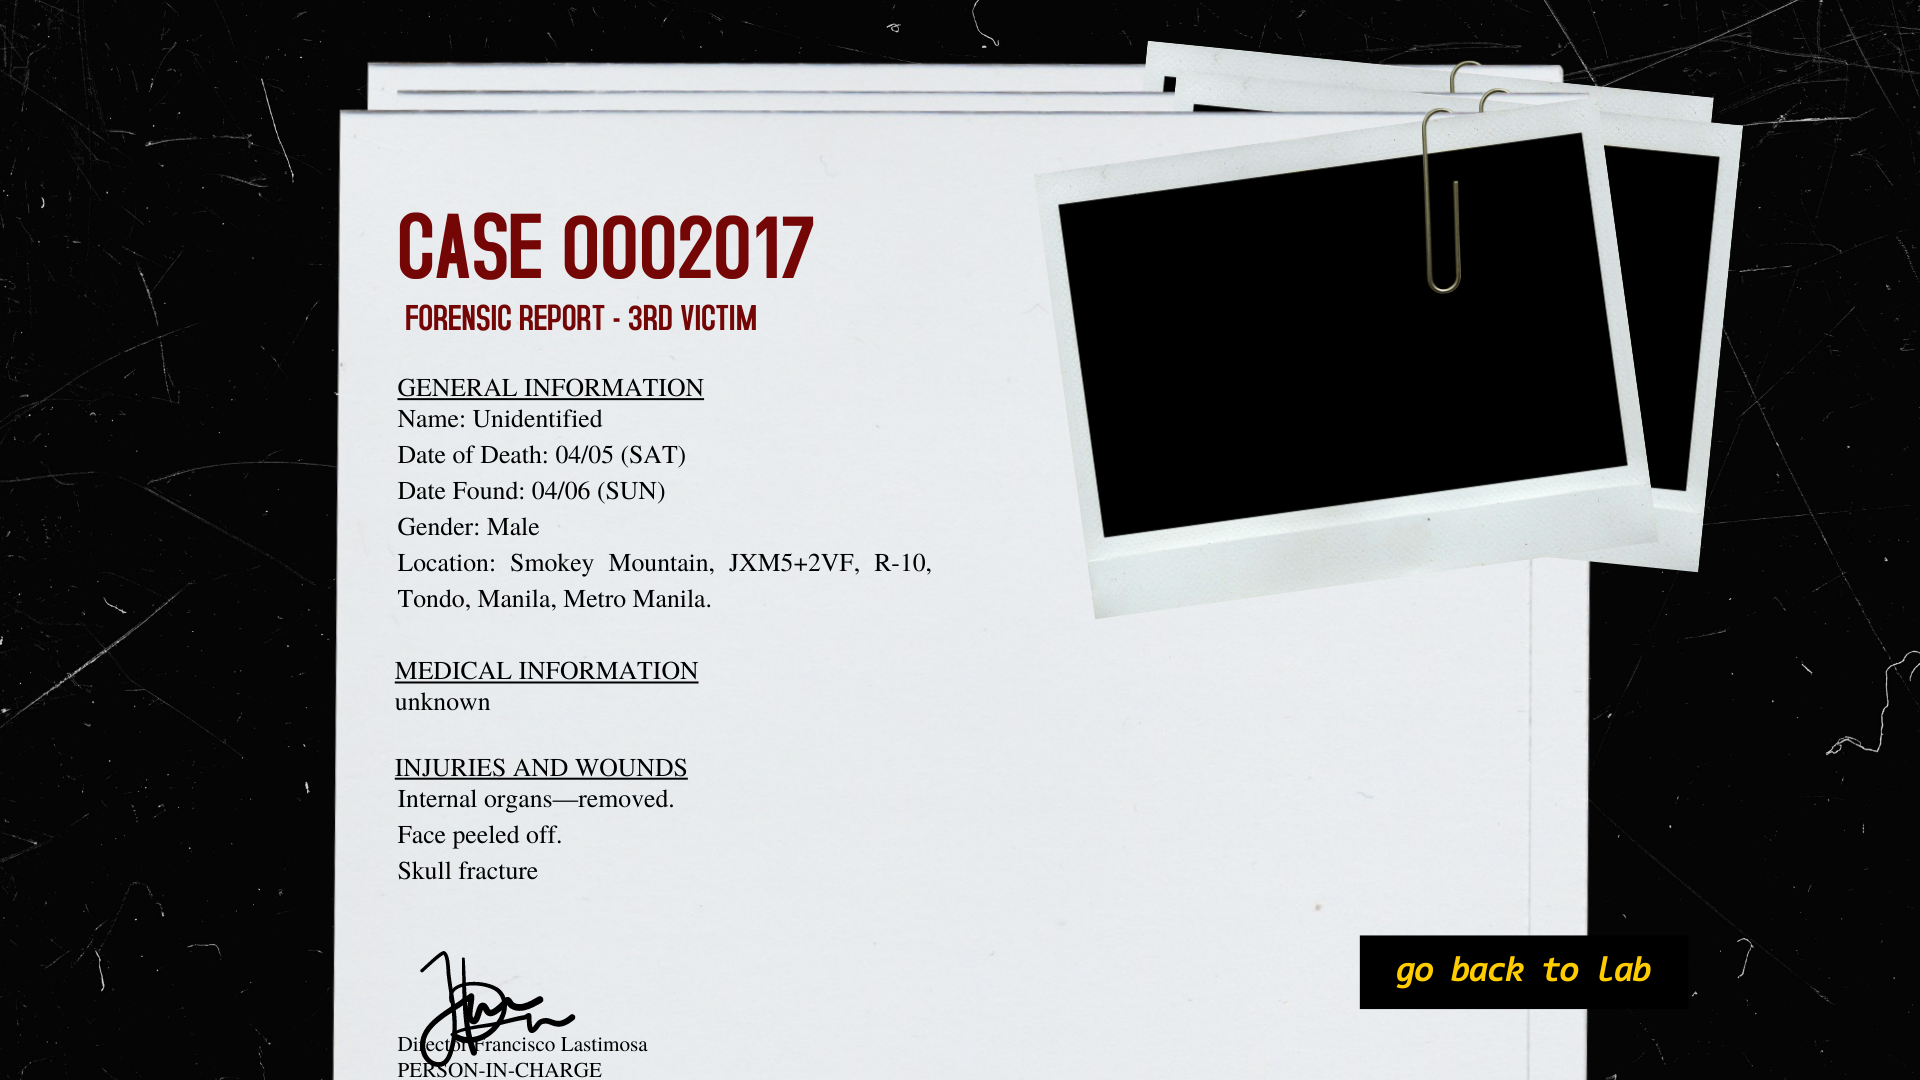 CASE 0002017
FORENSIC REPORT - 3RD VICTIM
GENERAL INFORMATION
Name: Unidentified
Date of Death: 04/05 (SAT)
Date Found: 04/06 (SUN)
Gender: Male
Location: Smokey Mountain, JXM5+2VF, R-10,
Tondo, Manila, Metro Manila.
MEDICAL INFORMATION
unknown
INJURIES AND WOUNDS
Internal organs—removed.
Face peeled off.
Skull fracture
go back to lab
Director Francisco Lastimosa
PERSON-IN-CHARGE